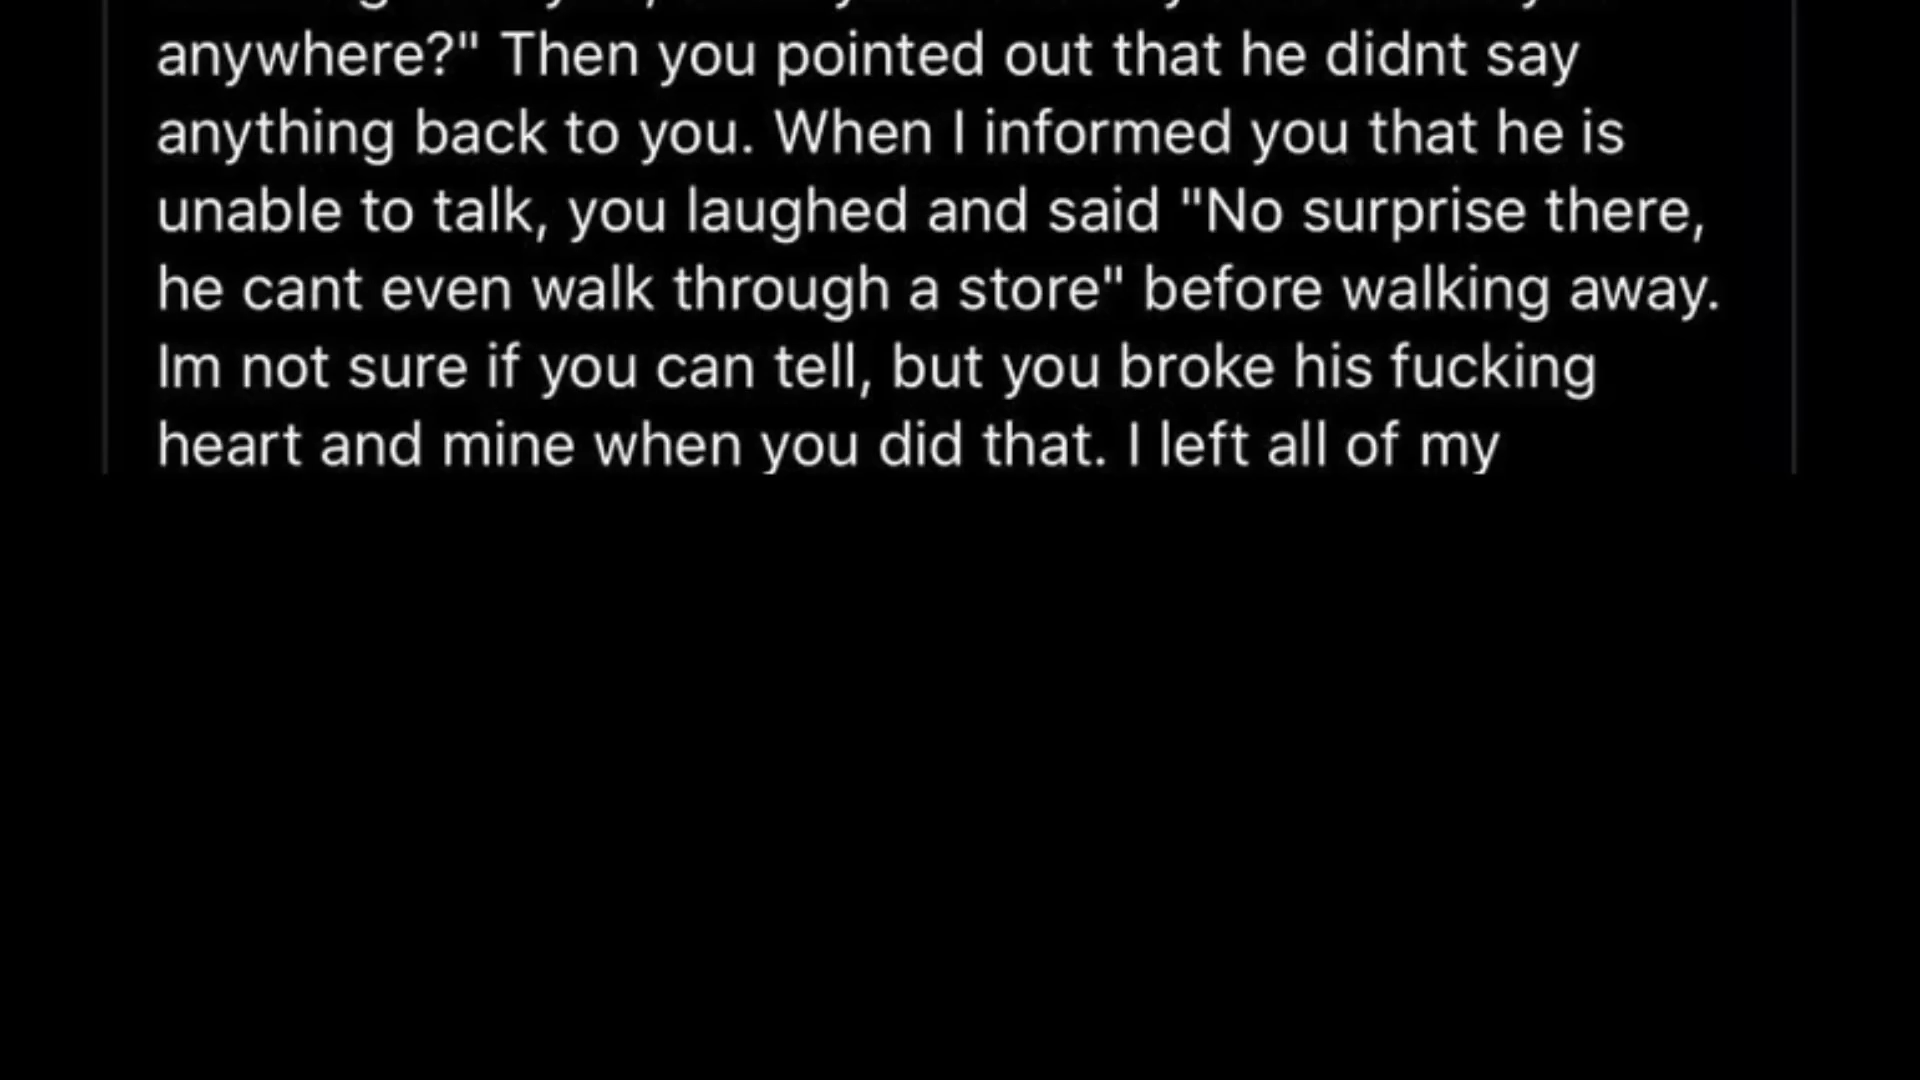 anywhere?" Then you pointed out that he didnt say
anything back to you. When I informed you that he is
unable to talk, you laughed and said "No surprise there,
he cant even walk through a store" before walking away.
Im not sure if you can tell, but you broke his fucking
heart and mine when you did that. I left all of my